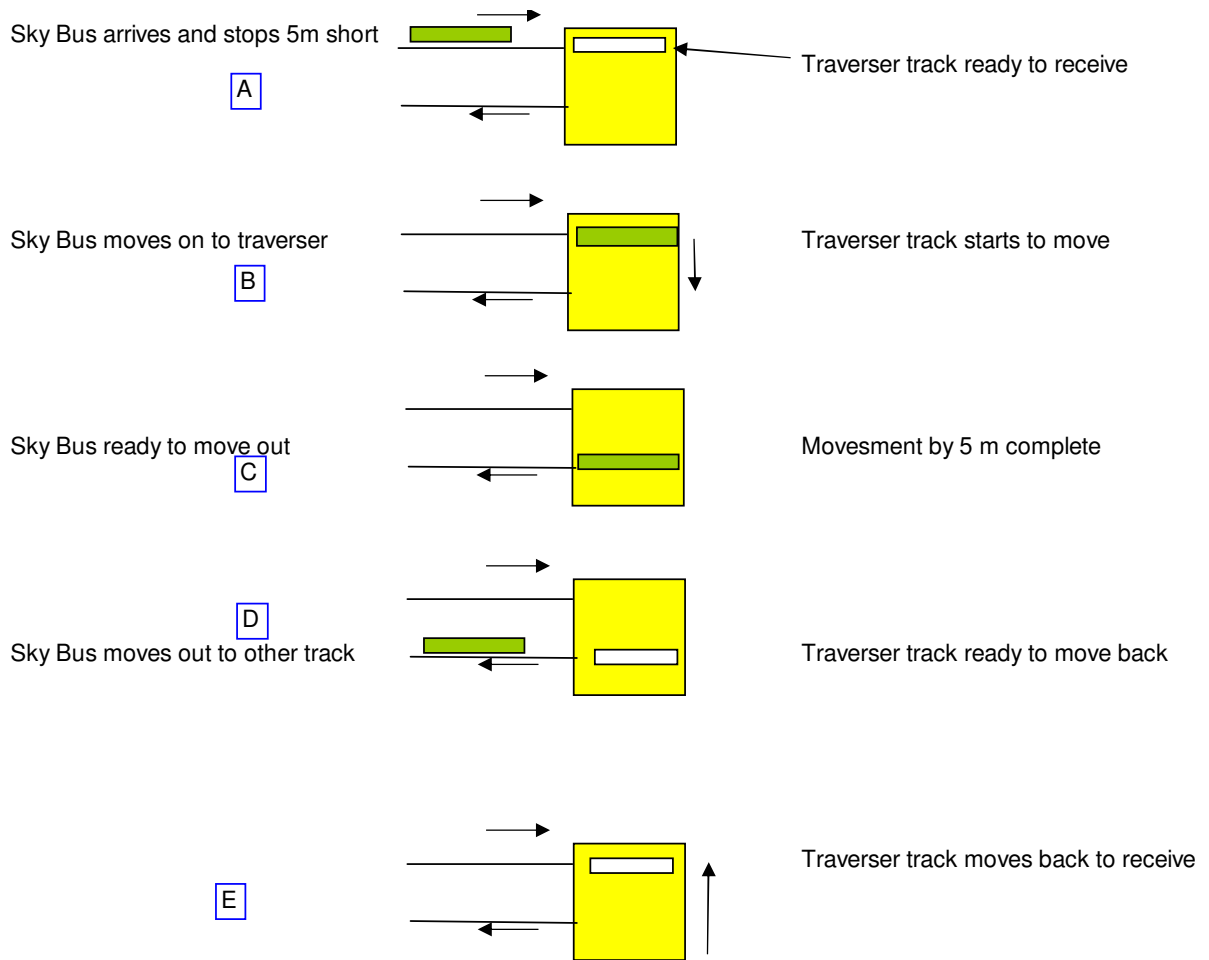 Sky Bus arrives and stops 5m short
Traverser track ready to receive
A
Sky Bus moves on to traverser
Traverser track starts to move
B
Sky Bus ready to move out
Movesment by 5 m complete
C
D
Sky Bus moves out to other track
Traverser track ready to move back
Traverser track moves back to receive
E